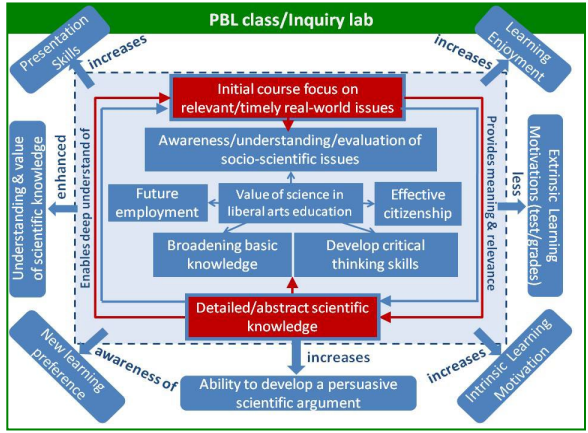 PBL class/Inquiry lab
Presentation
Skills
increases
increases
Learning
Enjoyment
Initial course focus on
relevant/timely real-world issues
Awareness/understanding/evaluation of
socio-scientific issues
Future
employment
Value of science in
liberal arts education
Effective
citizenship
Broadening basic
knowledge
Develop critical
thinking skills
Detailed/abstract scientific
knowledge
Enables deep understand of
Provides meaning & relevance
Understanding & value
of scientific knowledge
enhanced
less
Extrinsic Learning
Motivations (test/grades)
New learning
preference
awareness of
increases
Ability to develop a persuasive
scientific argument
increases
Intrinsic Learning
Motivation